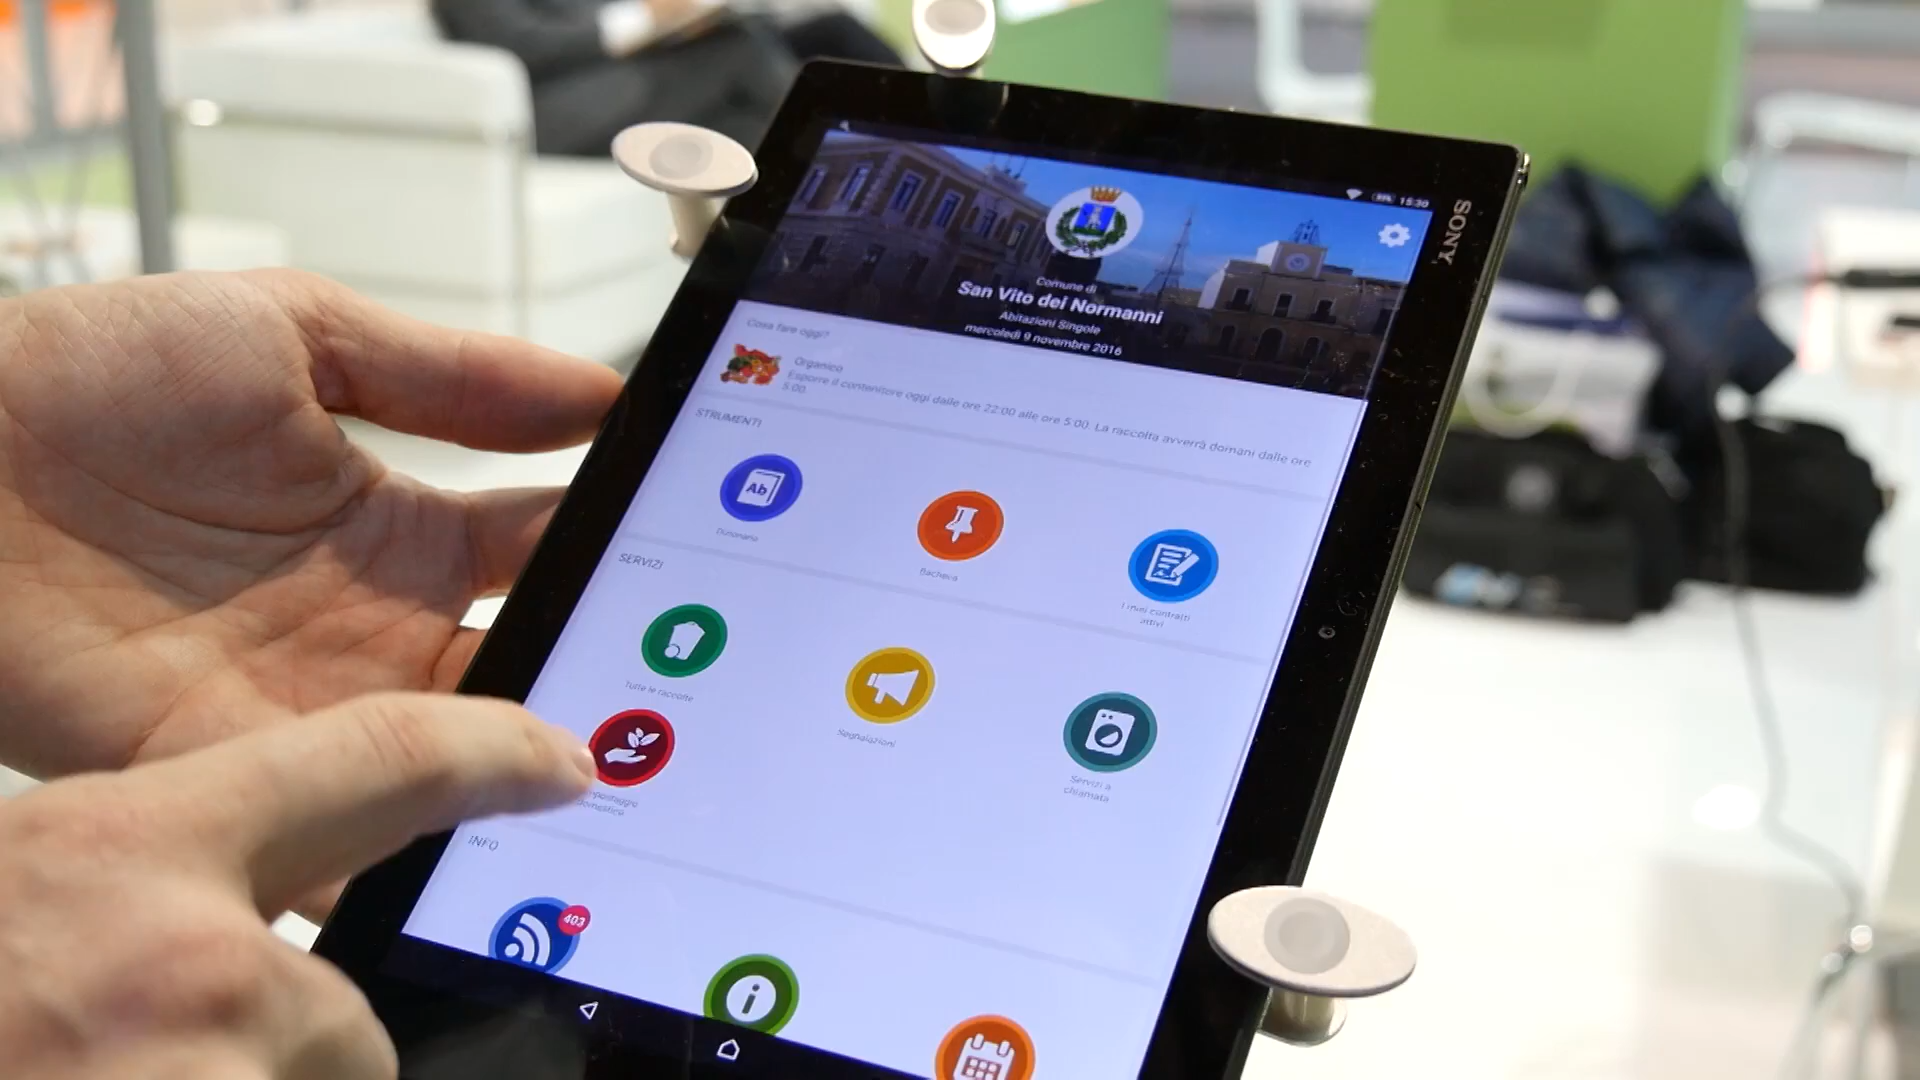 SONY
15:30
Comune di
San Vito dei Normanni
Abitazioni Singole
mercoledì 9 novembre 2016
Cosa fare oggi?
Organico
Esporre il contenitore oggi dalle ore 22:00 alle ore 5:00. La raccolta avverrà domani dalle ore
5:00
STRUMENTI
Ab
Dizionario
Bacheca
I miei contratti
attivi
SERVIZI
Tutte le raccolte
Segnalazioni
Servizi a
chiamata
domestico
INFO
403
i